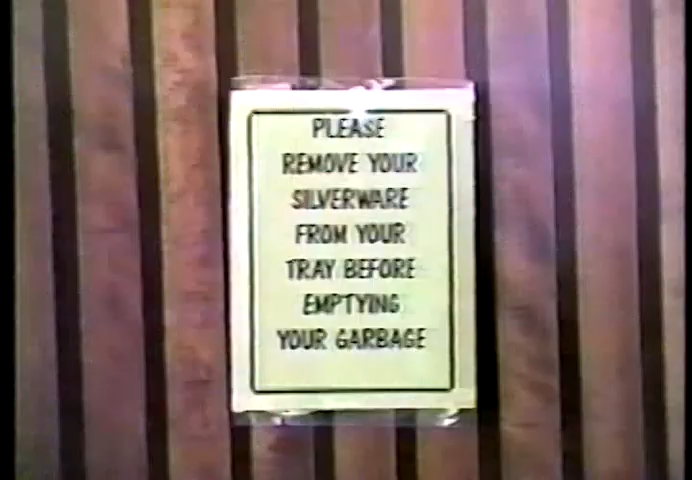 PLEASE
REMOVE YOUR
SILVERWARE
FROM YOUR
TRAY BEFORE
EMPTYING
YOUR GARBAGE